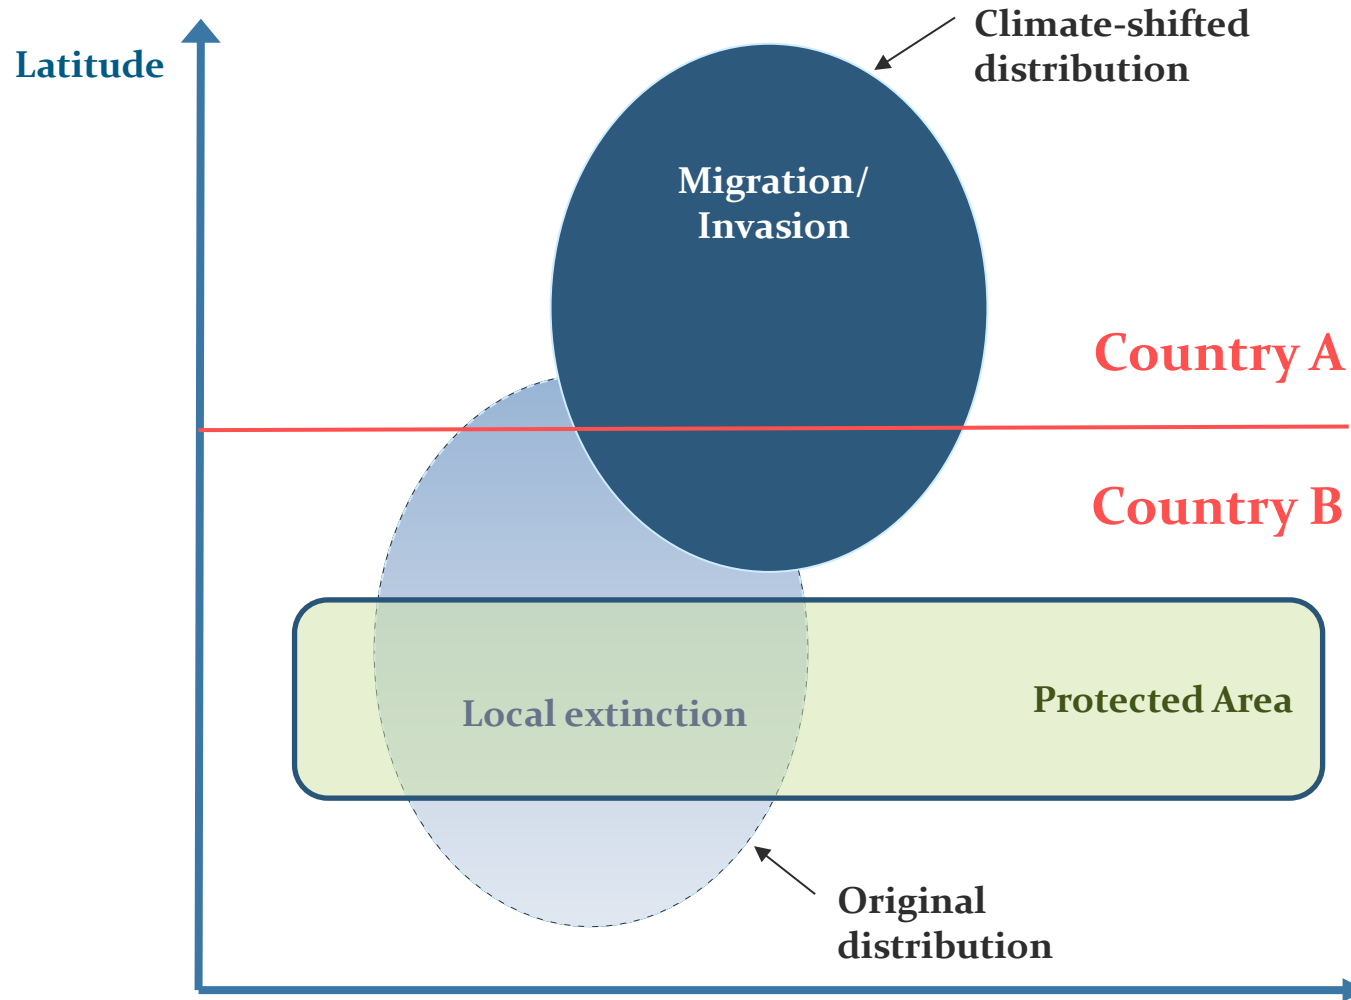 Climate-shifted
distribution
Latitude
Migration/
Invasion
Country A
Country B
Protected Area
Local extinction
Original
distribution